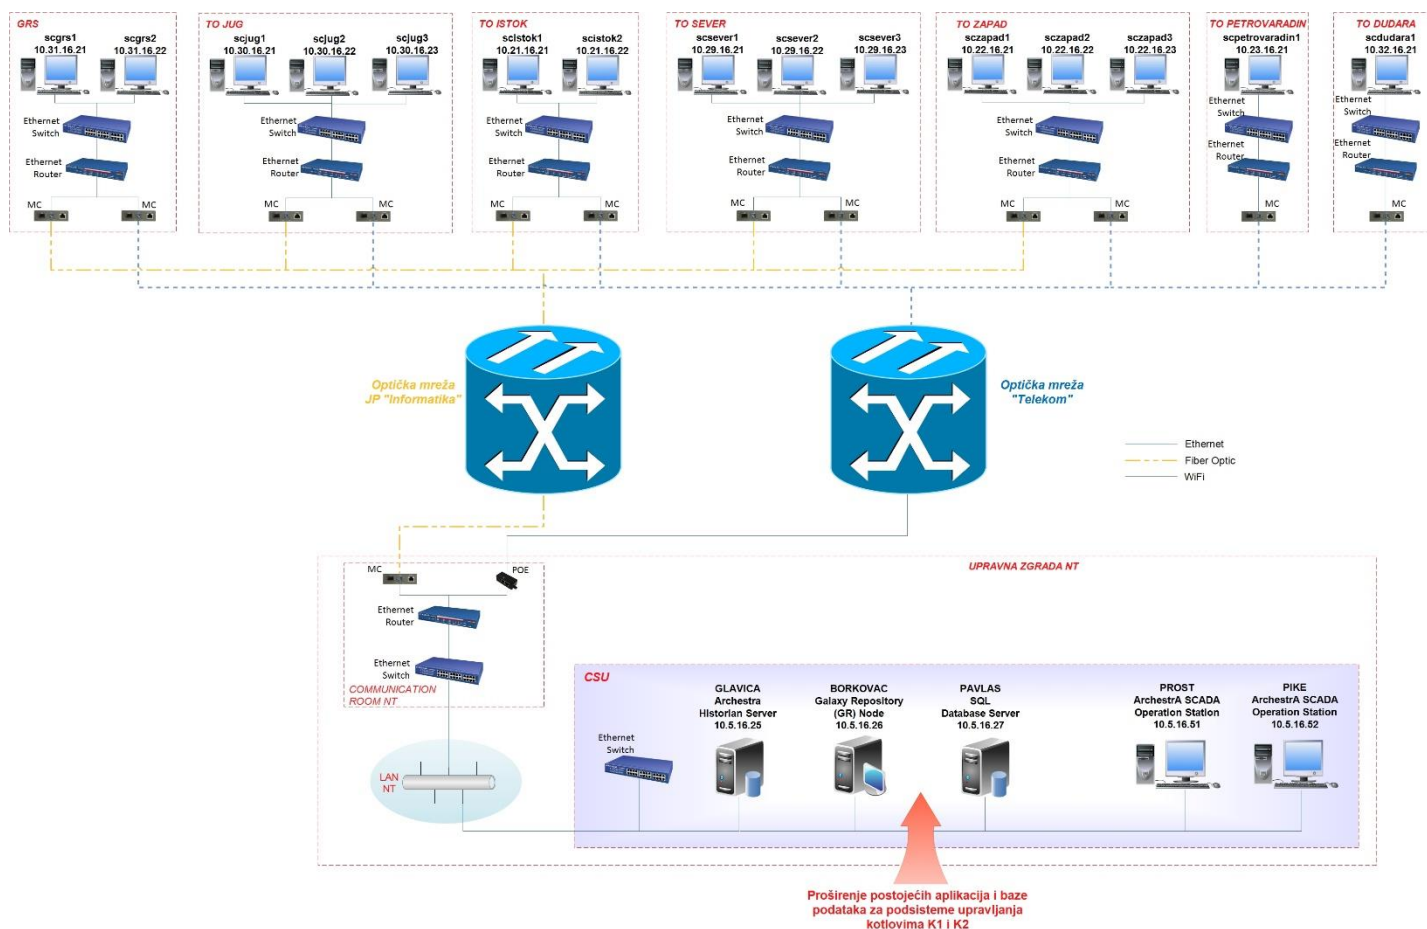 GRS
scgrs1
10.31.16.21
scgrs2
10.31.16.22
Ethernet
Switch
Ethernet
Router
MC
MC
TO JUG
scjug1
10.30.16.21
scjug2
10.30.16.22
scjug3
10.30.16.23
Ethernet
Switch
Ethernet
Router
MC
MC
TO ISTOK
scistok1
10.21.16.21
scistok2
10.21.16.22
Ethernet
Switch
Ethernet
Router
MC
MC
TO SEVER
scsever1
10.29.16.21
scsever2
10.29.16.22
scsever3
10.29.16.23
Ethernet
Switch
Ethernet
Router
MC
MC
TO ZAPAD
sczapad1
10.22.16.21
sczapad2
10.22.16.22
sczapad3
10.22.16.23
Ethernet
Switch
Ethernet
Router
MC
MC
TO PETROVARADIN
scpetrovaradin1
10.23.16.21
Ethernet
Switch
Ethernet
Router
MC
TO DUDARA
scdudara1
10.32.16.21
Ethernet
Switch
Ethernet
Router
MC
Optička mreža
JP "Informatika"
Optička mreža
"Telekom"
Ethernet
Fiber Optic
WiFi
UPRAVNA ZGRADA NT
MC
POE
Ethernet
Router
Ethernet
Switch
COMMUNICATION
ROOM NT
LAN
NT
CSU
Ethernet
Switch
GLAVICA
Archestra
Historian Server
10.5.16.25
BORKOVAC
Galaxy Repository
(GR) Node
10.5.16.26
PAVLAS
SQL
Database Server
10.5.16.27
PROST
ArchestrA SCADA
Operation Station
10.5.16.51
PIKE
ArchestrA SCADA
Operation Station
10.5.16.52
Proširenje postojećih aplikacija i baze
podataka za podsisteme upravljanja
kotlovima K1 i K2